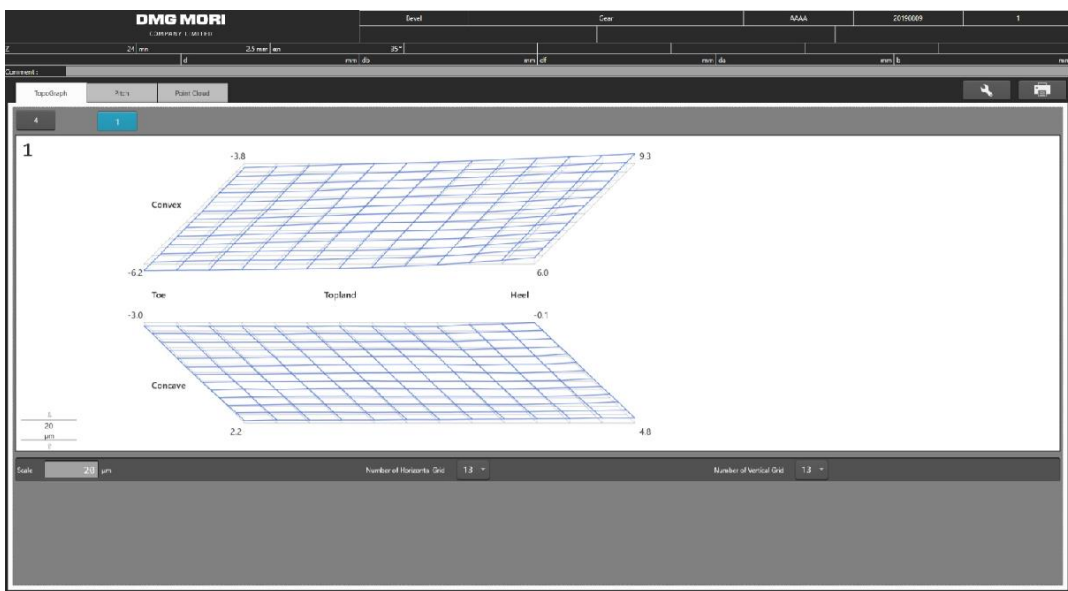 DMG MORI
COMPANY LIMITED
Bevel Gear AAAA 20190809 1
Z 24 mn 2.5 mm an 35°
d mm db mm df mm da mm b mm
Comment :
TopoGraph Pitch Point Cloud
4 1
1
-3.8 9.3
Convex
-6.2 6.0
Toe Topland Heel
-3.0 -0.1
Concave
20
µm
2.2 4.8
Scale 20 µm Number of Horizontal Grid 13 Number of Vertical Grid 13